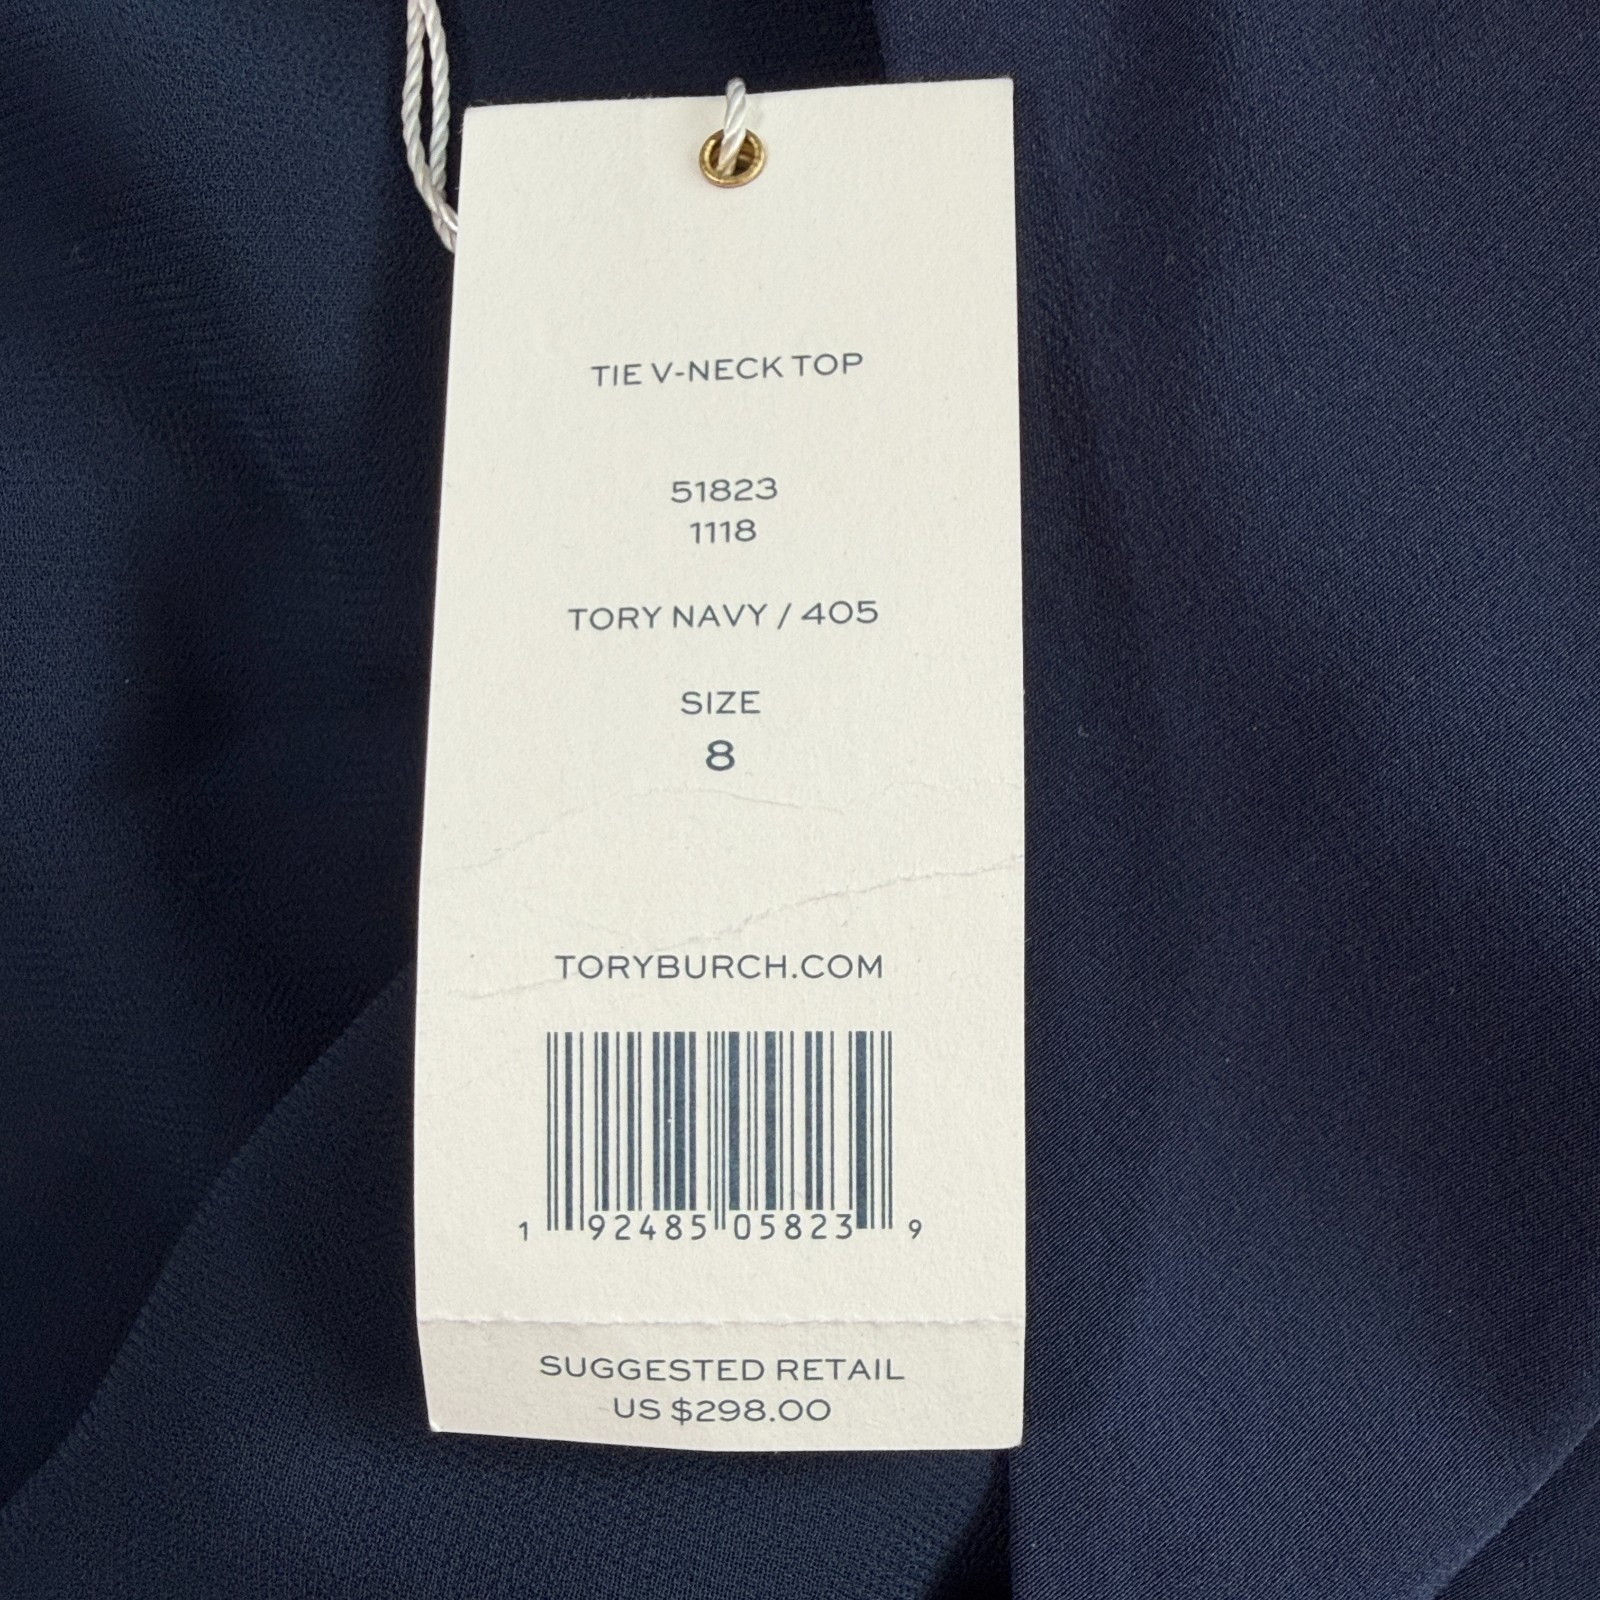 TIE V-NECK TOP
51823
1118
TORY NAVY / 405
SIZE
8
TORYBURCH.COM
1 92485 05823 9
SUGGESTED RETAIL
US $298.00